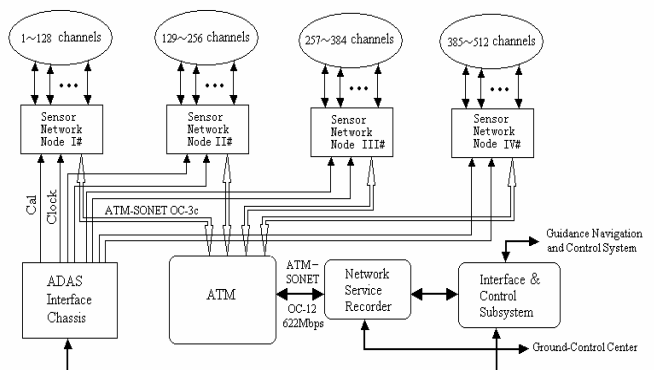 1～128 channels
129～256 channels
257～384 channels
385～512 channels
Sensor
Network
Node I#
Sensor
Network
Node II#
Sensor
Network
Node III#
Sensor
Network
Node IV#
Cal
Clock
ATM-SONET OC-3c
Guidance Navigation
and Control System
ADAS
Interface
Chassis
ATM
ATM－
SONET
OC-12
622Mbps
Network
Service
Recorder
Interface &
Control
Subsystem
Ground-Control Center